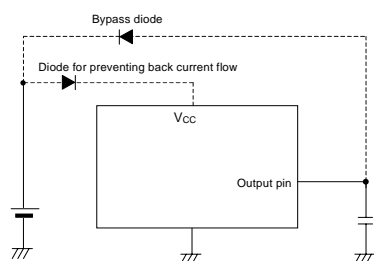 Bypass diode
Diode for preventing back current flow
VCC
Output pin